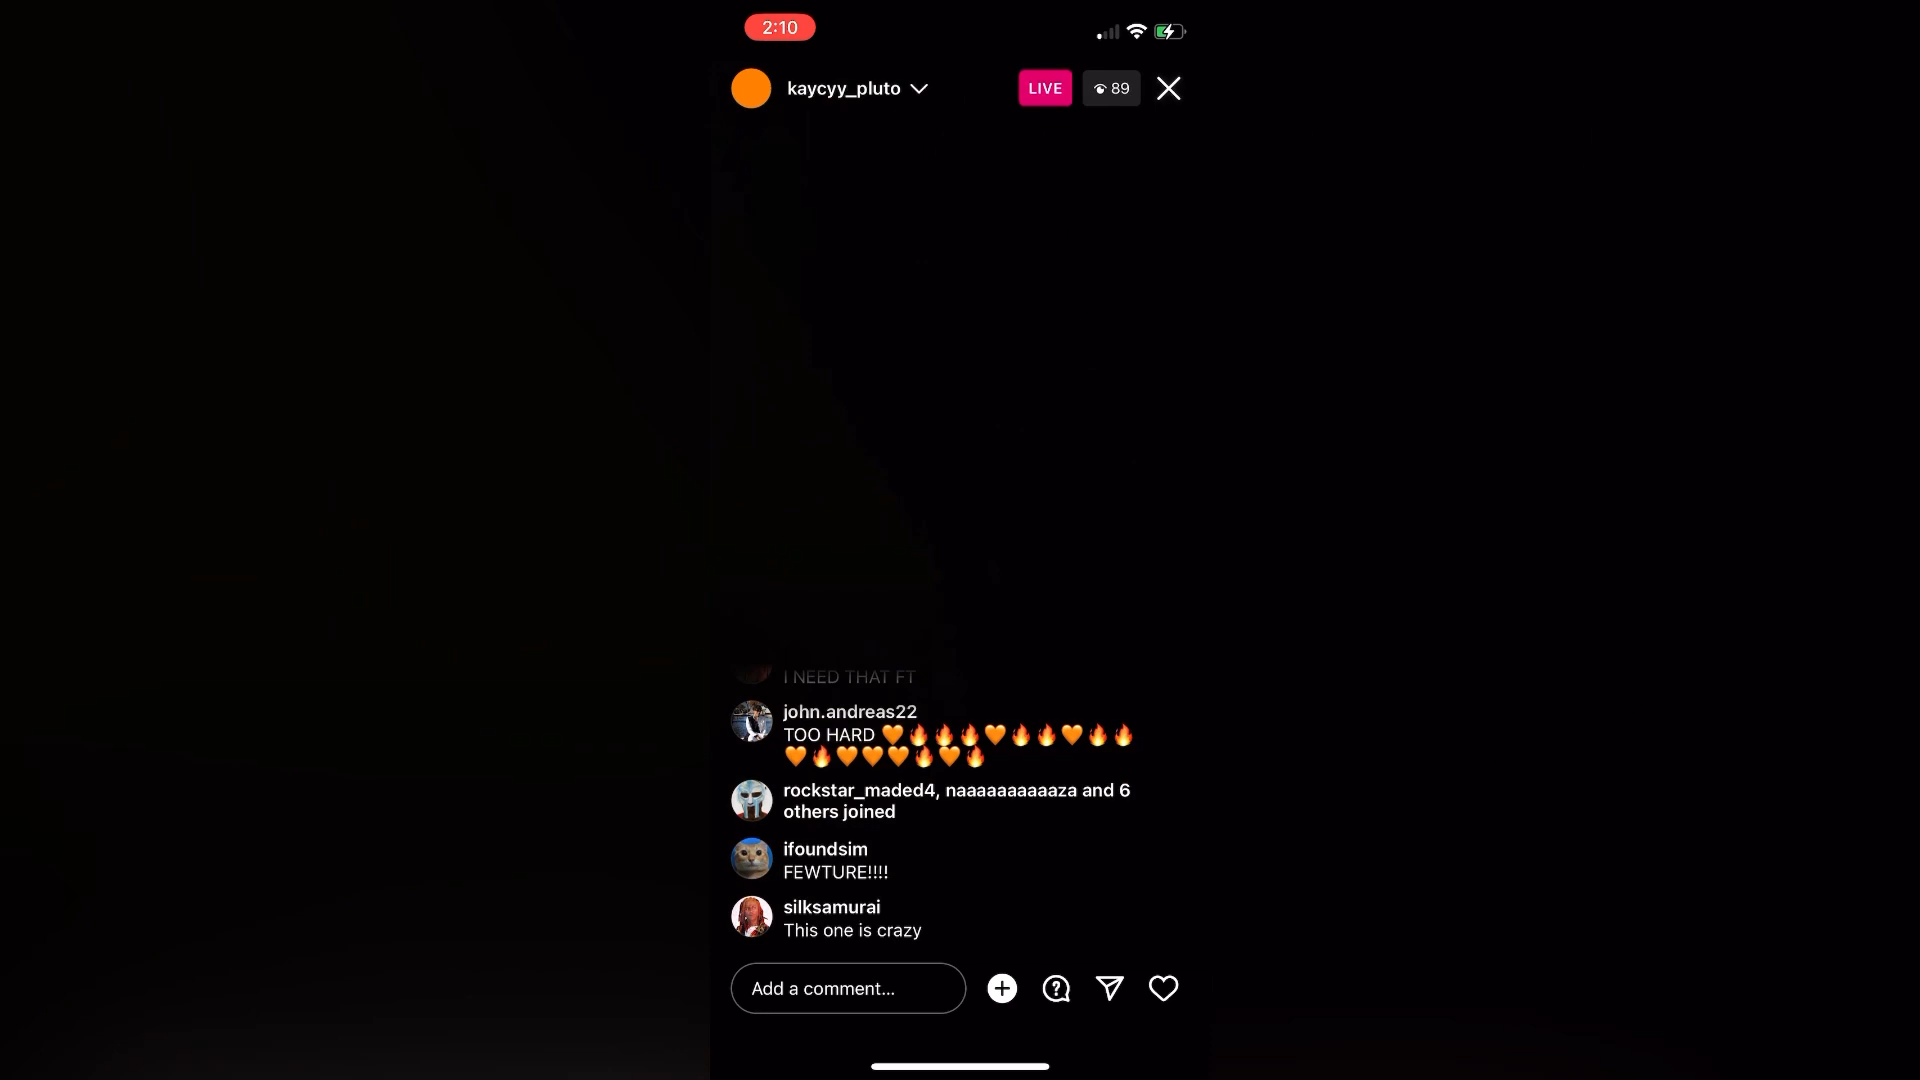 2:10
kaycyy_pluto
LIVE
89
I NEED THAT FT
john.andreas22
TOO HARD 🧡🔥🔥🔥🧡🔥🔥🧡🔥🔥
🧡🔥🧡🧡🧡🔥🧡🔥
rockstar_maded4, naaaaaaaaaaza and 6
others joined
ifoundsim
FEWTURE!!!!
silksamurai
This one is crazy
Add a comment...